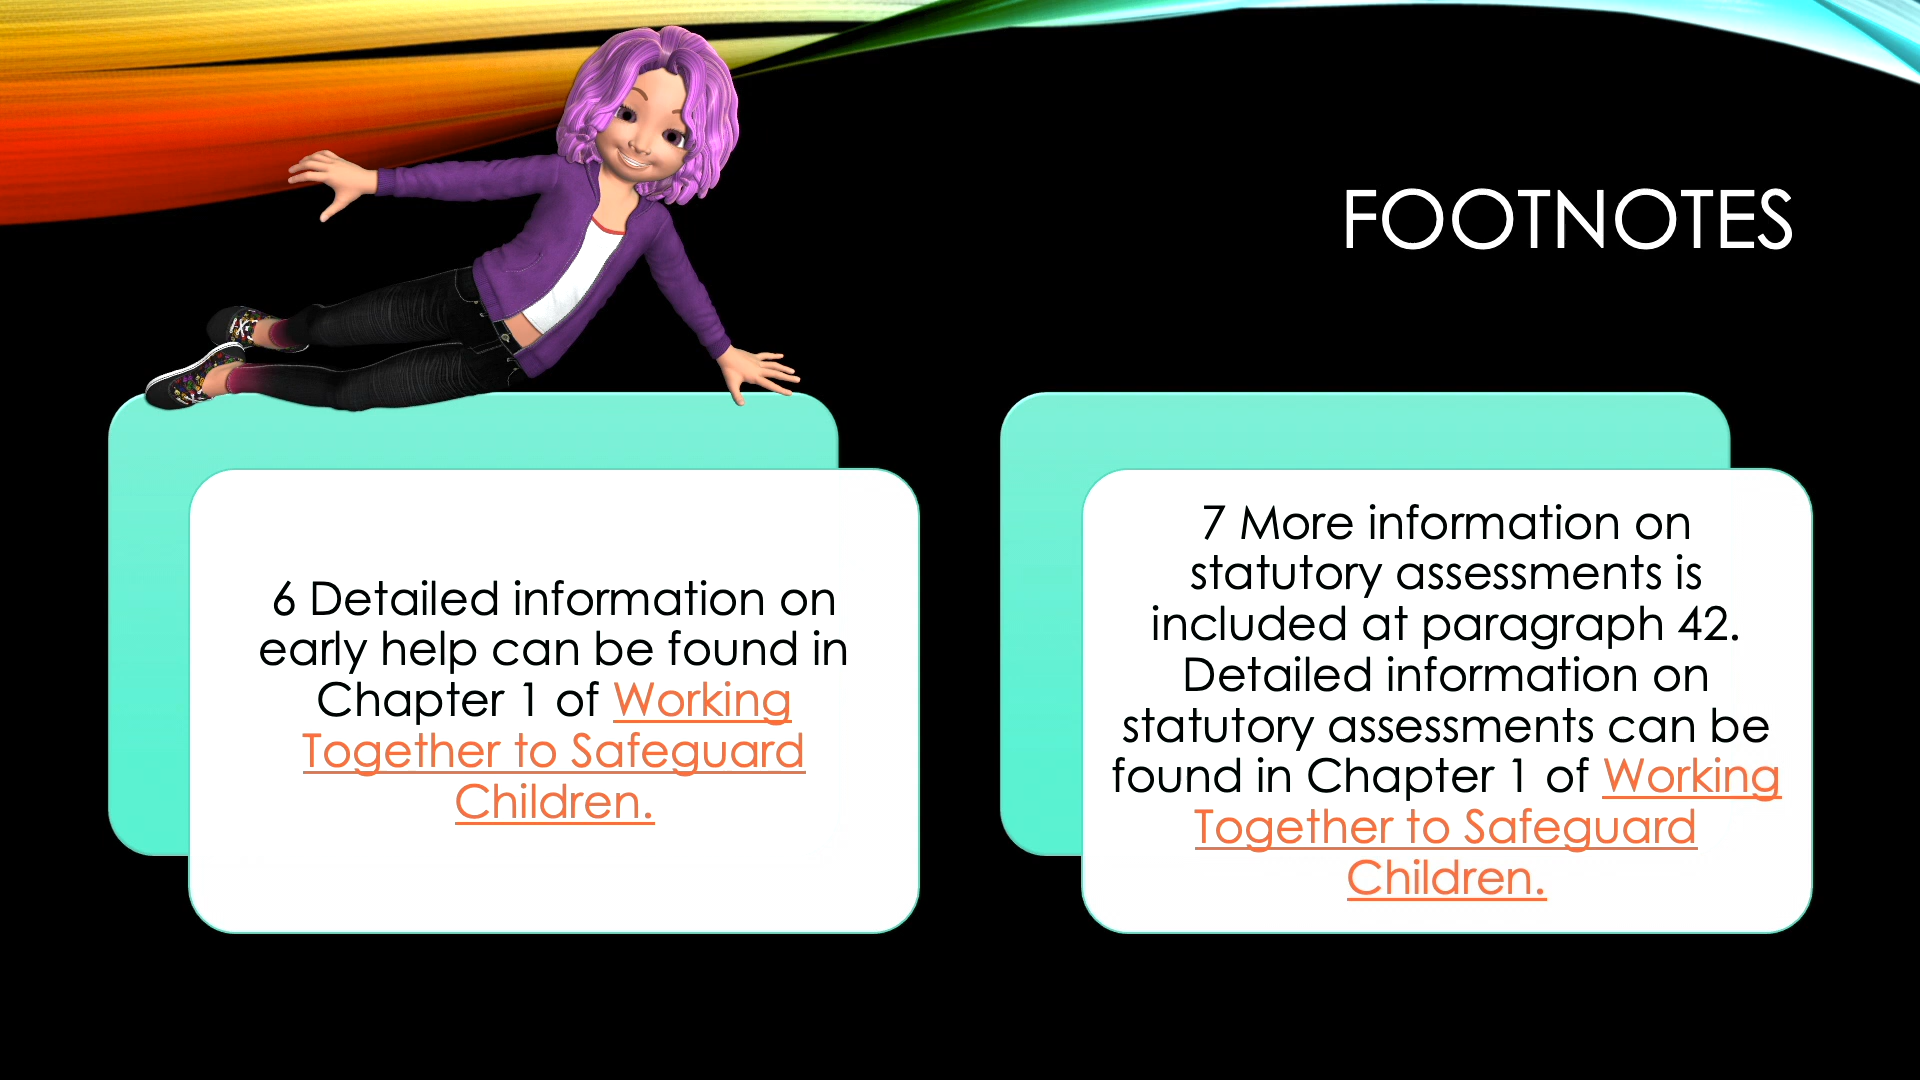 FOOTNOTES
6 Detailed information on
early help can be found in
Chapter 1 of Working
Together to Safeguard
Children.
7 More information on
statutory assessments is
included at paragraph 42.
Detailed information on
statutory assessments can be
found in Chapter 1 of Working
Together to Safeguard
Children.